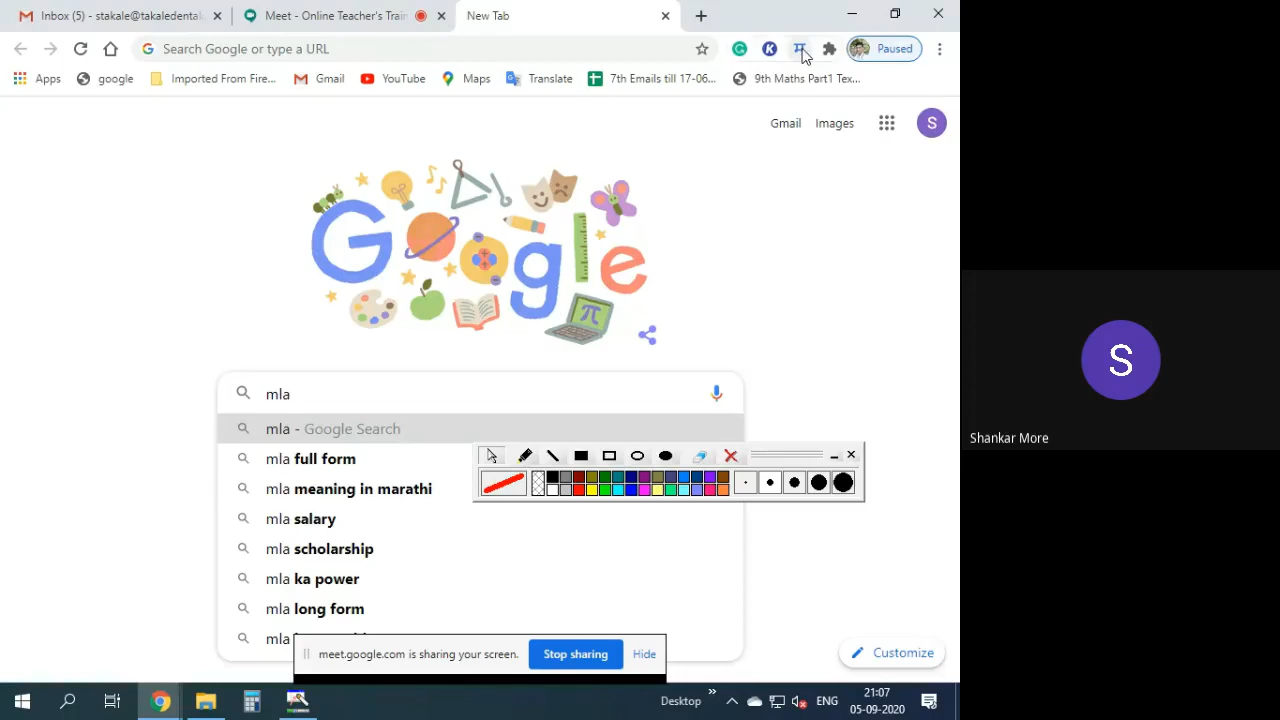 Inbox (5) - stakale@takaledentak
Meet - Online Teacher's Train
New Tab
Search Google or type a URL
Paused
Apps
google
Imported From Fire...
Gmail
YouTube
Maps
Translate
7th Emails till 17-06...
9th Maths Part1 Tex...
Gmail
Images
S
Google
mla
mla - Google Search
mla full form
mla meaning in marathi
mla salary
mla scholarship
mla ka power
mla long form
mla
meet.google.com is sharing your screen.
Stop sharing
Hide
Customize
Desktop
ENG
21:07
05-09-2020
S
Shankar More